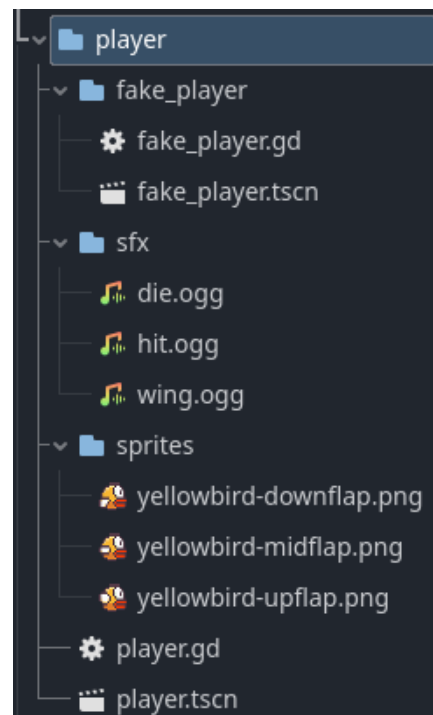 player
fake_player
fake_player.gd
fake_player.tscn
sfx
die.ogg
hit.ogg
wing.ogg
sprites
yellowbird-downflap.png
yellowbird-midflap.png
yellowbird-upflap.png
player.gd
player.tscn